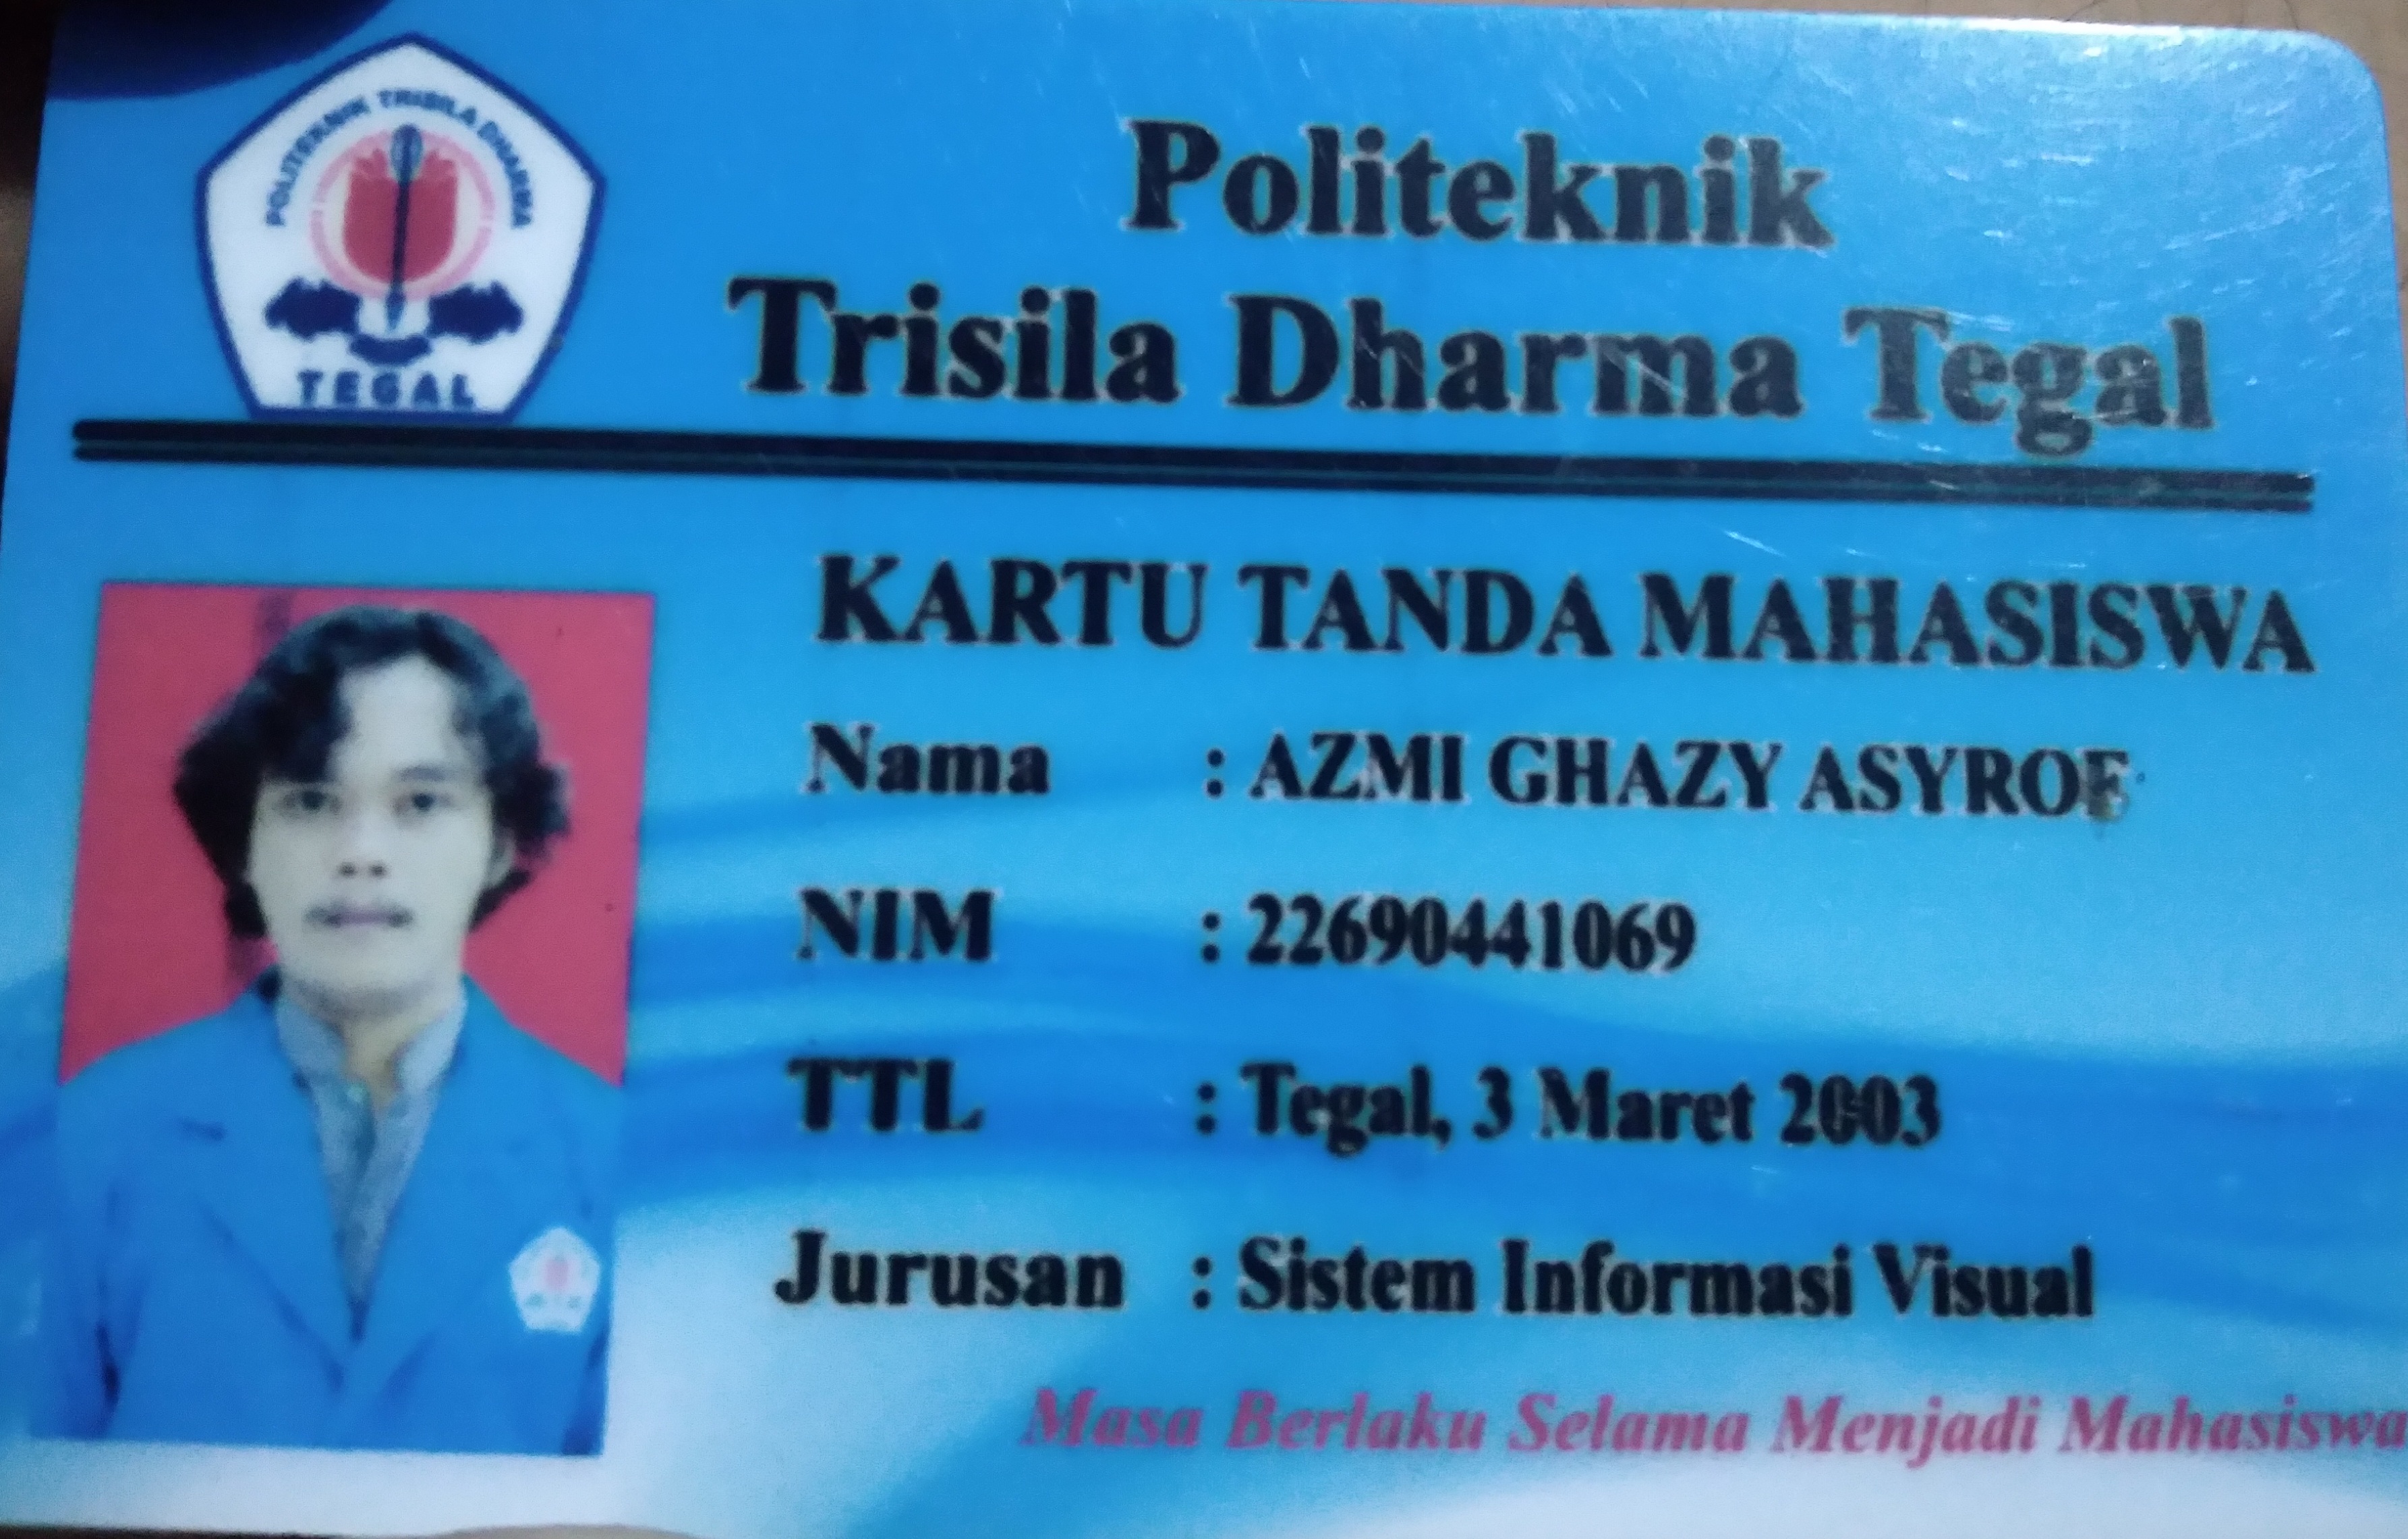 POLITEKNIK TRISILA DHARMA
TEGAL
Politeknik
Trisila Dharma Tegal
KARTU TANDA MAHASISWA
Nama : AZMI GHAZY ASYROF
NIM : 22690441069
TTL : Tegal, 3 Maret 2003
Jurusan : Sistem Informasi Visual
Masa Berlaku Selama Menjadi Mahasiswa